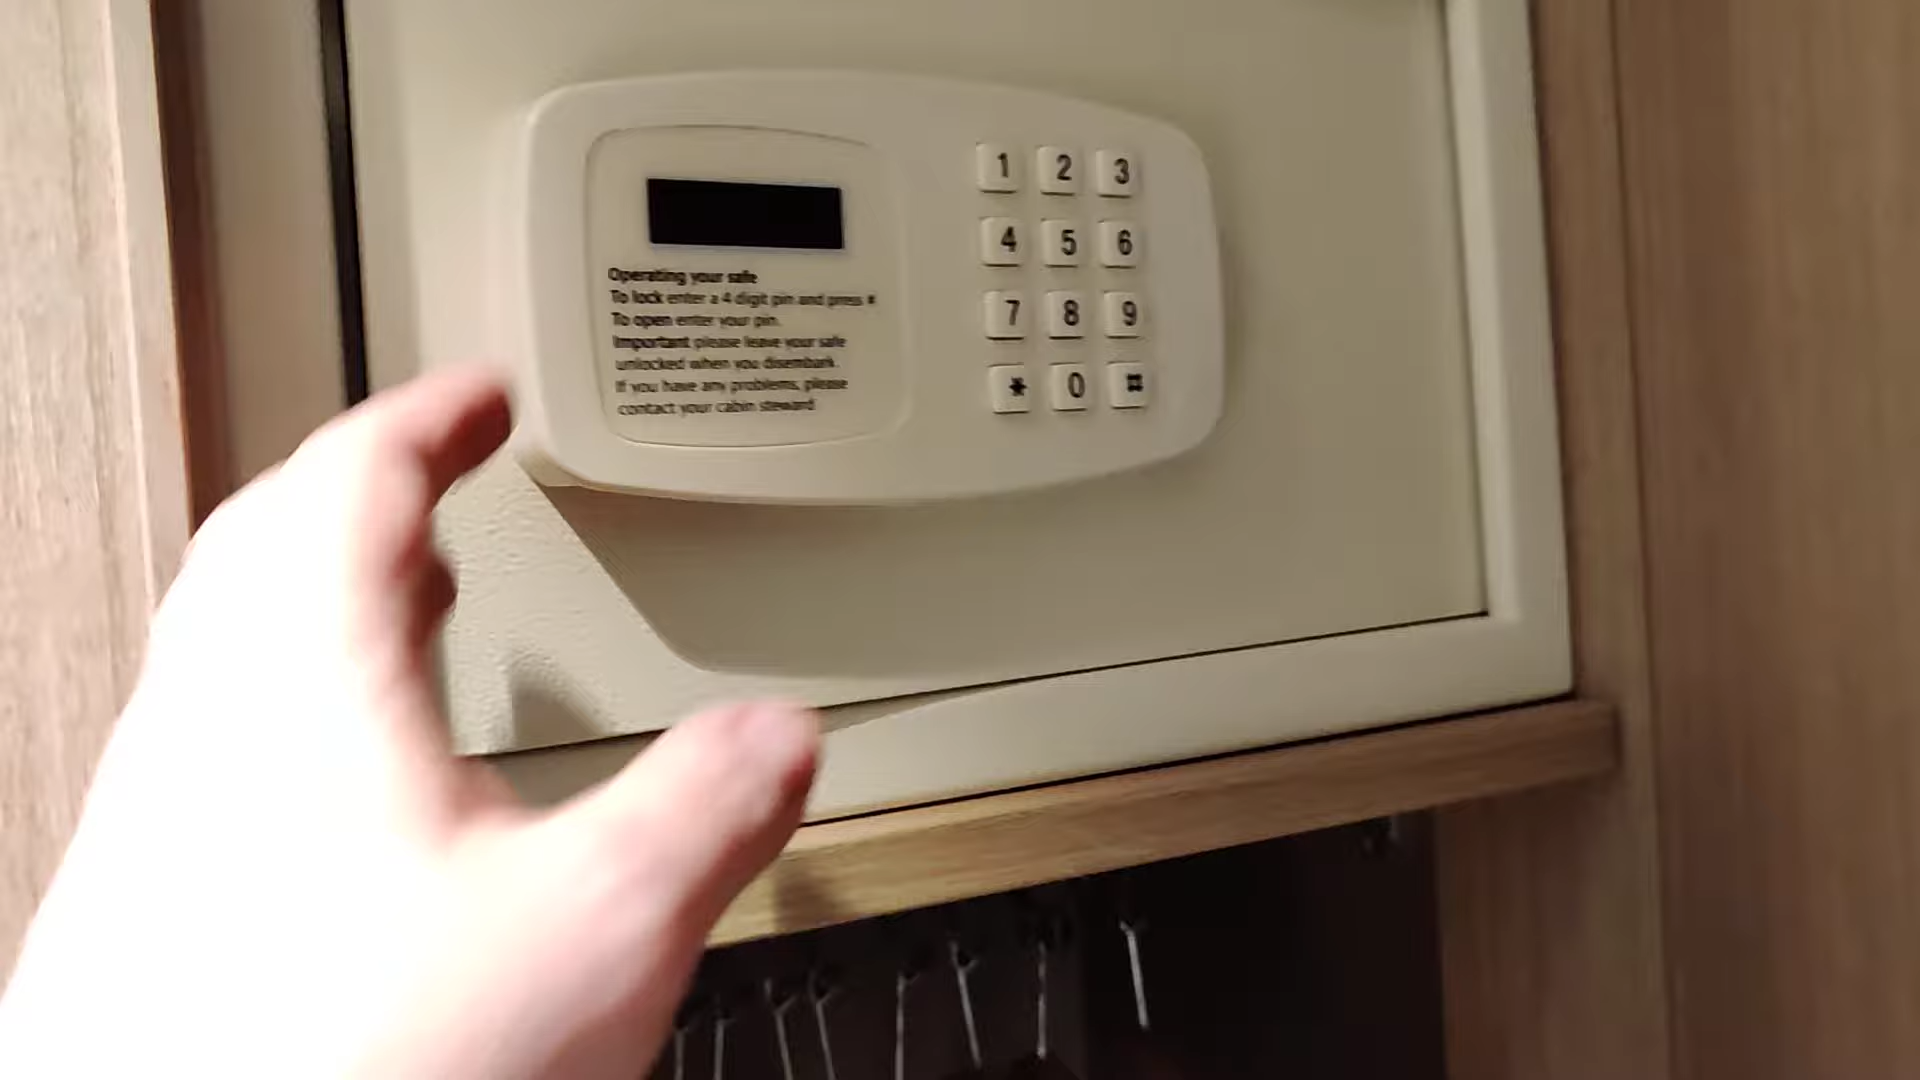 Operating your safe
To lock enter a 4 digit pin and press *
To open enter your pin.
Important please leave your safe
unlocked when you disembark.
If you have any problems, please
contact your cabin steward
1 2 3
4 5 6
7 8 9
* 0 #